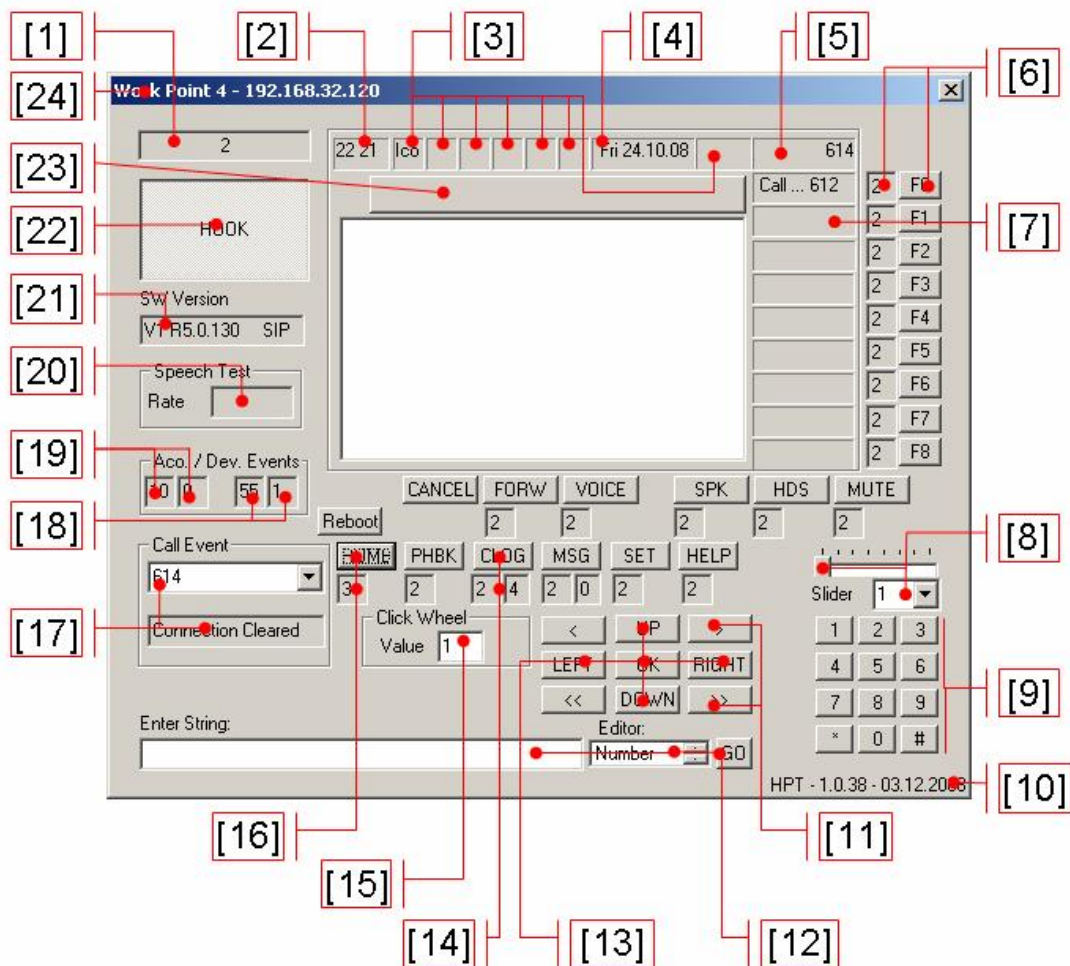 [1] [2] [3] [4] [5]
[6]
[24] Work Point 4 - 192.168.32.120
2 22 21 Ico Fri 24.10.08 614
[23]
Call ... 612 2 F0
[22] HOOK 2 F1 [7]
2 F2
[21] SW Version 2 F3
V1 R5.0.130 SIP 2 F4
[20] Speech Test 2 F5
Rate 2 F6
2 F7
[19] Aco. / Dev. Events 2 F8
55 1
[18] CANCEL FORW VOICE SPK HDS MUTE
Reboot 2 2 2 2 2
Call Event HOME PHBK CLOG MSG SET HELP [8]
614 3 2 2 4 2 0 2 2 Slider 1
[17] Connection Cleared
Click Wheel
Value 1
< UP > 1 2 3
LEFT OK RIGHT 4 5 6 [9]
<< DOWN >> 7 8 9
Enter String: Editor: * 0 #
Number GO
HPT - 1.0.38 - 03.12.2008 [10]
[16] [11]
[15]
[14] [13] [12]